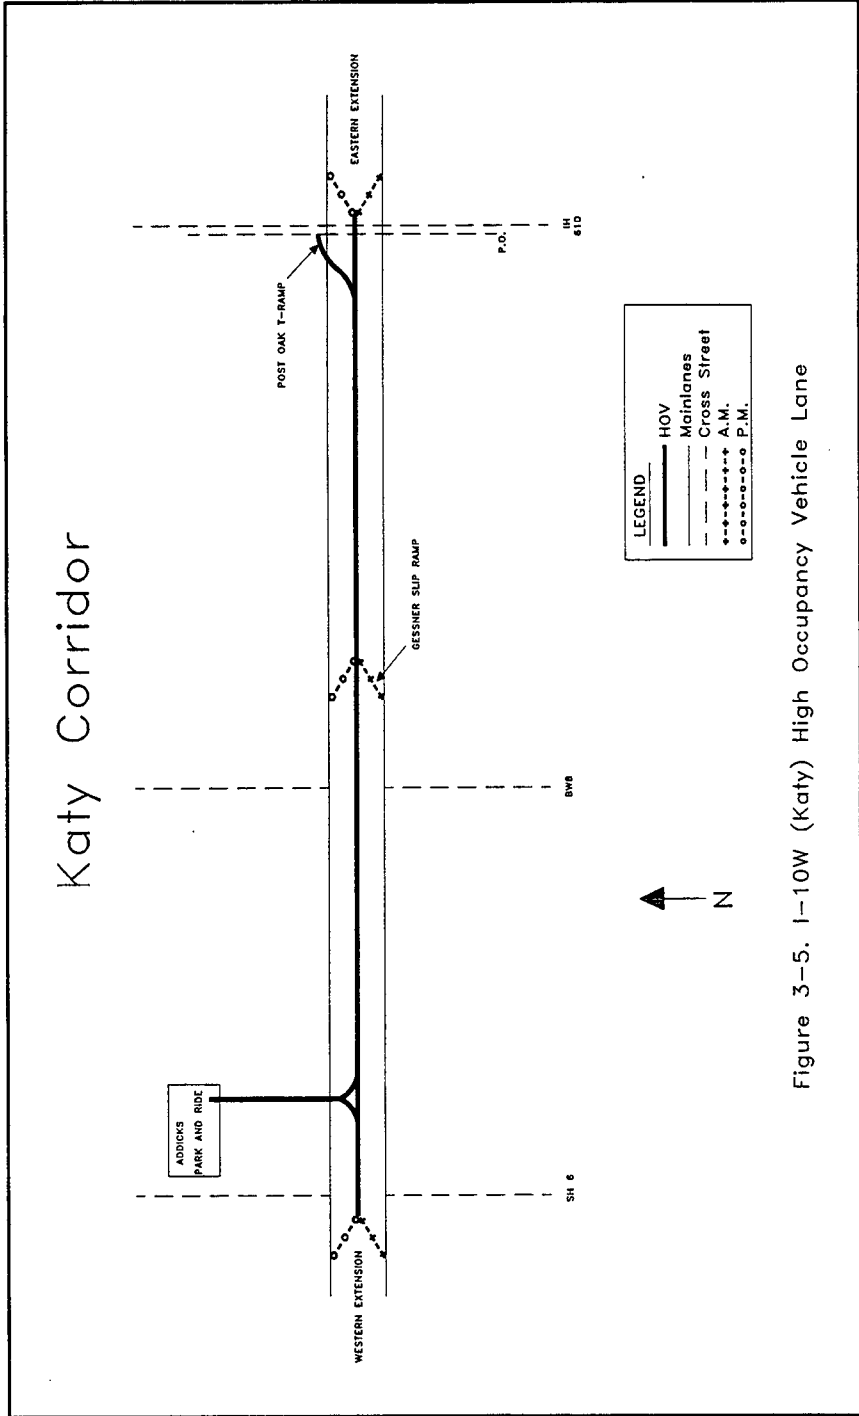 Katy Corridor
ADDICKS
PARK AND RIDE
POST OAK T-RAMP
WESTERN EXTENSION
EASTERN EXTENSION
GESSNER SLIP RAMP
SH 6
BW8
P.O.
IH
610
N
LEGEND
HOV
Mainlanes
Cross Street
A.M.
P.M.
Figure 3-5. I-10W (Katy) High Occupancy Vehicle Lane